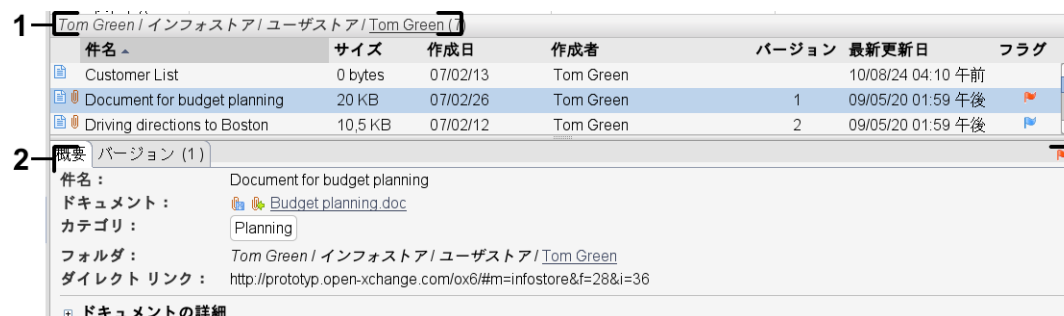 1 Tom Green / インフォストア / ユーザストア / Tom Green (7)
件名 サイズ 作成日 作成者 バージョン 最新更新日 フラグ
Customer List 0 bytes 07/02/13 Tom Green 10/08/24 04:10 午前
Document for budget planning 20 KB 07/02/26 Tom Green 1 09/05/20 01:59 午後
Driving directions to Boston 10,5 KB 07/02/12 Tom Green 2 09/05/20 01:59 午後
2 概要 バージョン (1)
件名： Document for budget planning
ドキュメント： Budget planning.doc
カテゴリ： Planning
フォルダ： Tom Green / インフォストア / ユーザストア / Tom Green
ダイレクト リンク： http://prototyp.open-xchange.com/ox6/#m=infostore&f=28&i=36
ドキュメントの詳細